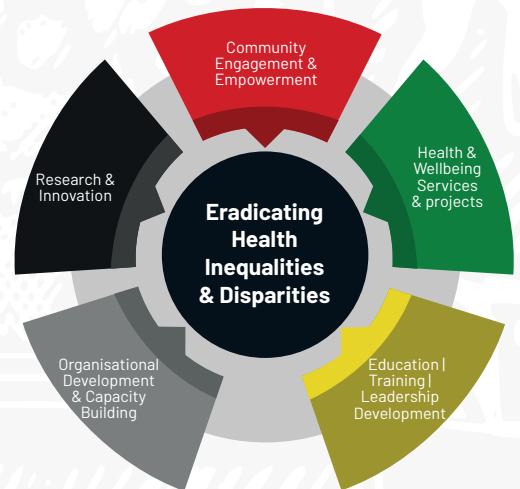 Community
Engagement &
Empowerment
Health &
Wellbeing
Services
& projects
Education |
Training |
Leadership
Development
Organisational
Development
& Capacity
Building
Research &
Innovation
Eradicating
Health
Inequalities
& Disparities